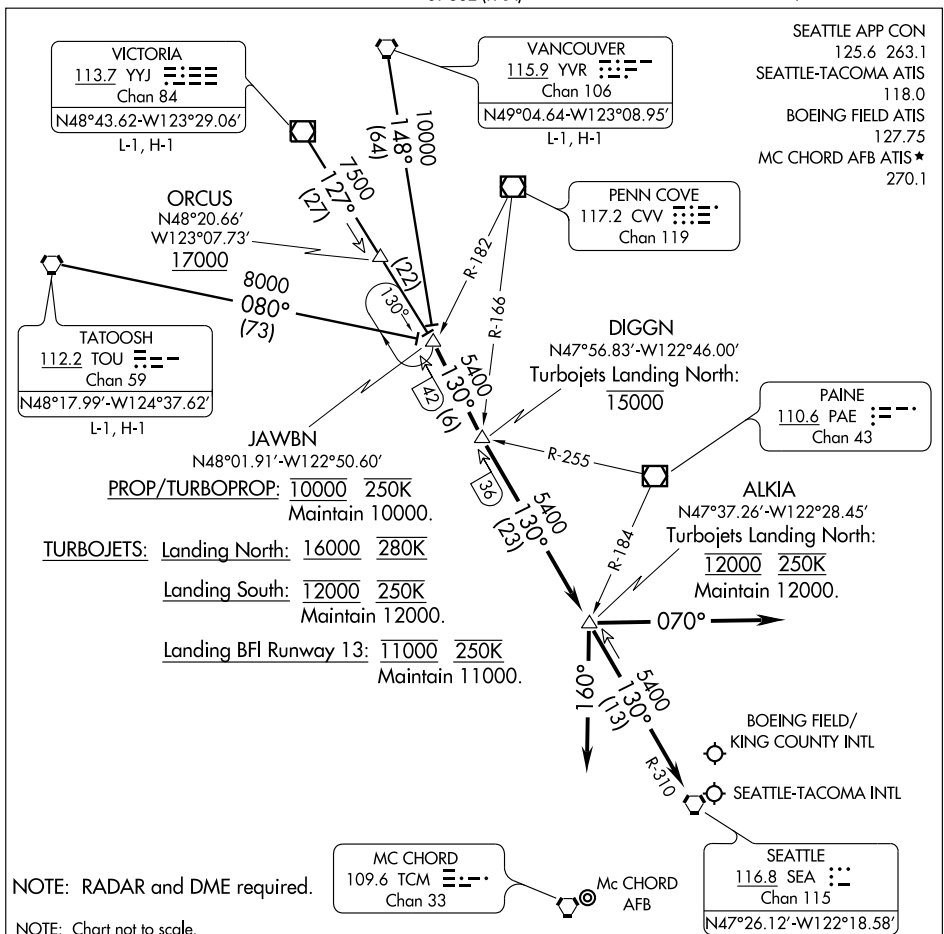 VICTORIA
113.7 YYJ
Chan 84
N48°43.62-W123°29.06′
L-1, H-1
VANCOUVER
115.9 YVR
Chan 106
N49°04.64-W123°08.95′
L-1, H-1
SEATTLE APP CON
125.6 263.1
SEATTLE-TACOMA ATIS
118.0
BOEING FIELD ATIS
127.75
MC CHORD AFB ATIS★
270.1
10000
148°
(64)
7500
127°
(27)
ORCUS
N48°20.66′
W123°07.73′
17000
(22)
130°
PENN COVE
117.2 CVV
Chan 119
R-182
R-166
8000
080°
(73)
TATOOSH
112.2 TOU
Chan 59
N48°17.99′-W124°37.62′
L-1, H-1
DIGGN
N47°56.83′-W122°46.00′
Turbojets Landing North:
15000
5400
130°
(6)
42
PAINE
110.6 PAE
Chan 43
R-255
R-184
JAWBN
N48°01.91′-W122°50.60′
PROP/TURBOPROP: 10000 250K
Maintain 10000.
TURBOJETS: Landing North: 16000 280K
Landing South: 12000 250K
Maintain 12000.
Landing BFI Runway 13: 11000 250K
Maintain 11000.
36
5400
130°
(23)
ALKIA
N47°37.26′-W122°28.45′
Turbojets Landing North:
12000 250K
Maintain 12000.
070°
160°
5400
130°
(13)
R-310
BOEING FIELD/
KING COUNTY INTL
SEATTLE-TACOMA INTL
SEATTLE
116.8 SEA
Chan 115
N47°26.12′-W122°18.58′
MC CHORD
109.6 TCM
Chan 33
Mc CHORD
AFB
NOTE: RADAR and DME required.
NOTE: Chart not to scale.